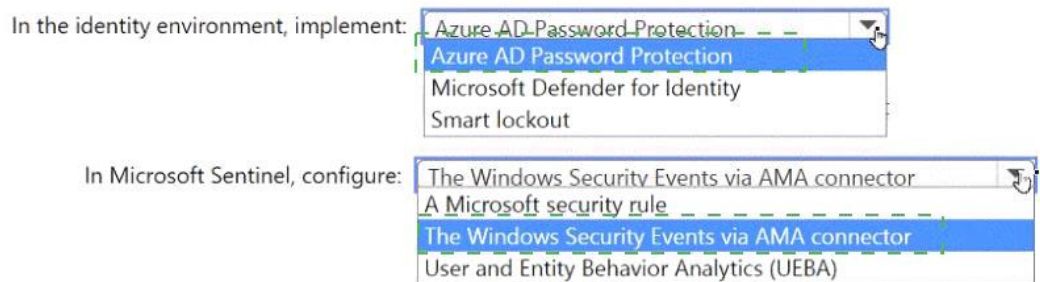 In the identity environment, implement: Azure AD Password Protection
Azure AD Password Protection
Microsoft Defender for Identity
Smart lockout
In Microsoft Sentinel, configure: The Windows Security Events via AMA connector
A Microsoft security rule
The Windows Security Events via AMA connector
User and Entity Behavior Analytics (UEBA)